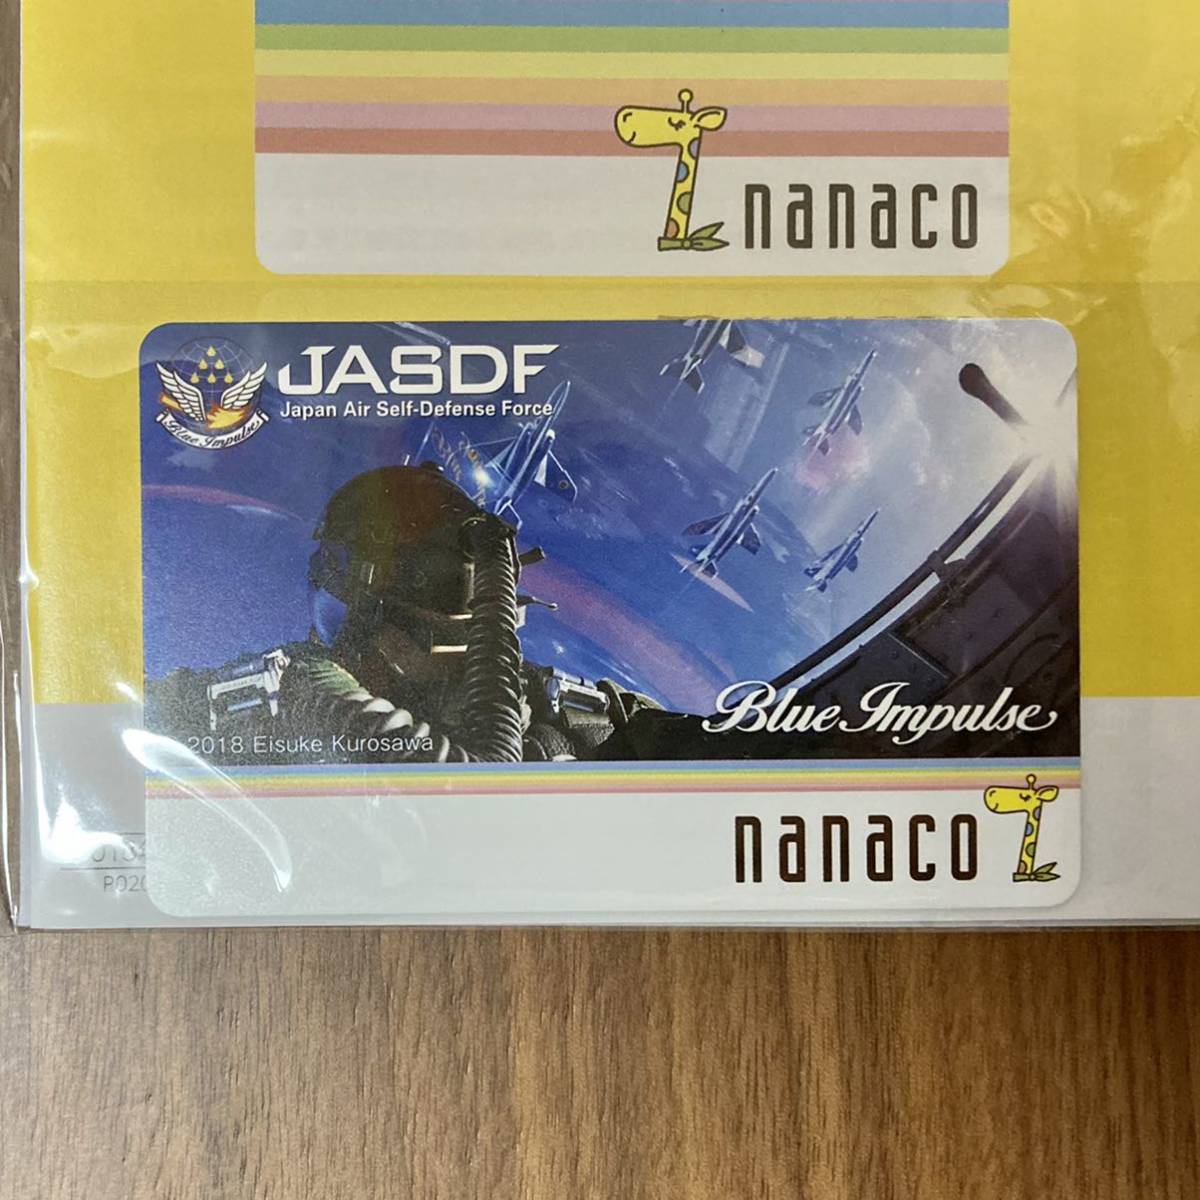 nanaco
JASDF
Japan Air Self-Defense Force
Blue Impulse
2018 Eisuke Kurosawa
Blue Impulse
nanaco